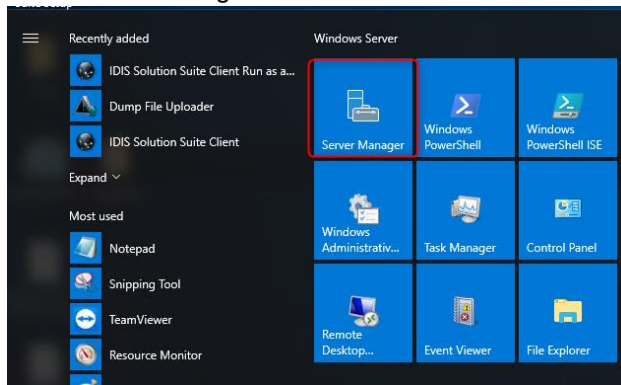 Recently added
IDIS Solution Suite Client Run as a...
Dump File Uploader
IDIS Solution Suite Client
Expand
Most used
Notepad
Snipping Tool
TeamViewer
Resource Monitor
Windows Server
Server Manager
Windows
PowerShell
Windows
PowerShell ISE
Windows
Administrativ...
Task Manager
Control Panel
Remote
Desktop...
Event Viewer
File Explorer